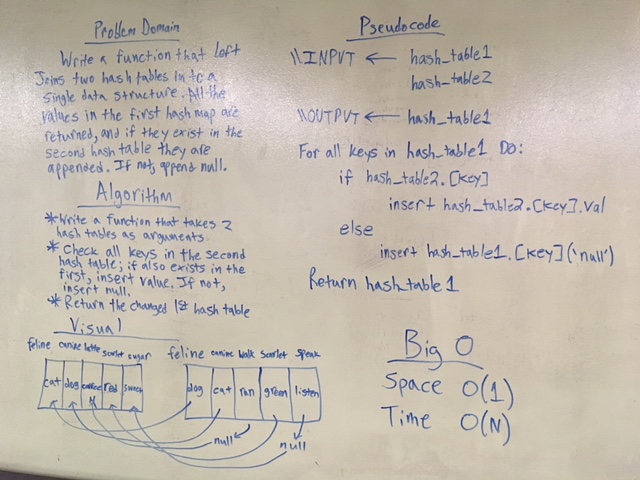 Problem Domain
Write a function that Left
Joins two hash tables in to a
single data structure. All the
values in the first hash map are
returned, and if they exist in the
second hash table they are
appended. If not, append null.
Algorithm
*Write a function that takes 2
hash tables as arguments.
* Check all keys in the second
hash table; if also exists in the
first, insert value. If not,
insert null.
* Return the changed 1st hash table
Visual
feline canine latte scarlet sugar
cat dog coffee red sweet
N
feline canine walk scarlet speak
dog cat ran green listen
null
null
Pseudocode
\\INPUT ← hash_table1
hash_table2
\\OUTPUT ← hash_table1
For all keys in hash_table1 Do:
if hash_table2.[key]
insert hash_table2.[key].val
else
insert hash_table1.[key]('null')
Return hash_table1
Big O
Space O(1)
Time O(N)